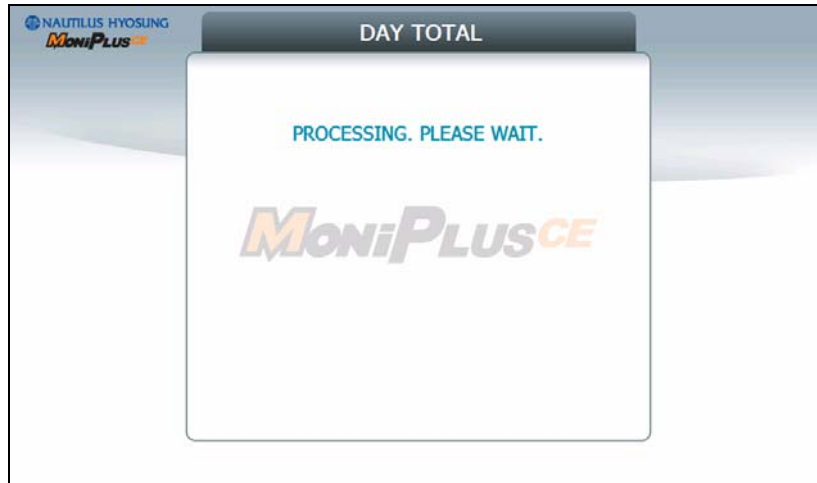 NAUTILUS HYOSUNG
MoniPlusCE
DAY TOTAL
PROCESSING. PLEASE WAIT.
MoniPlusCE